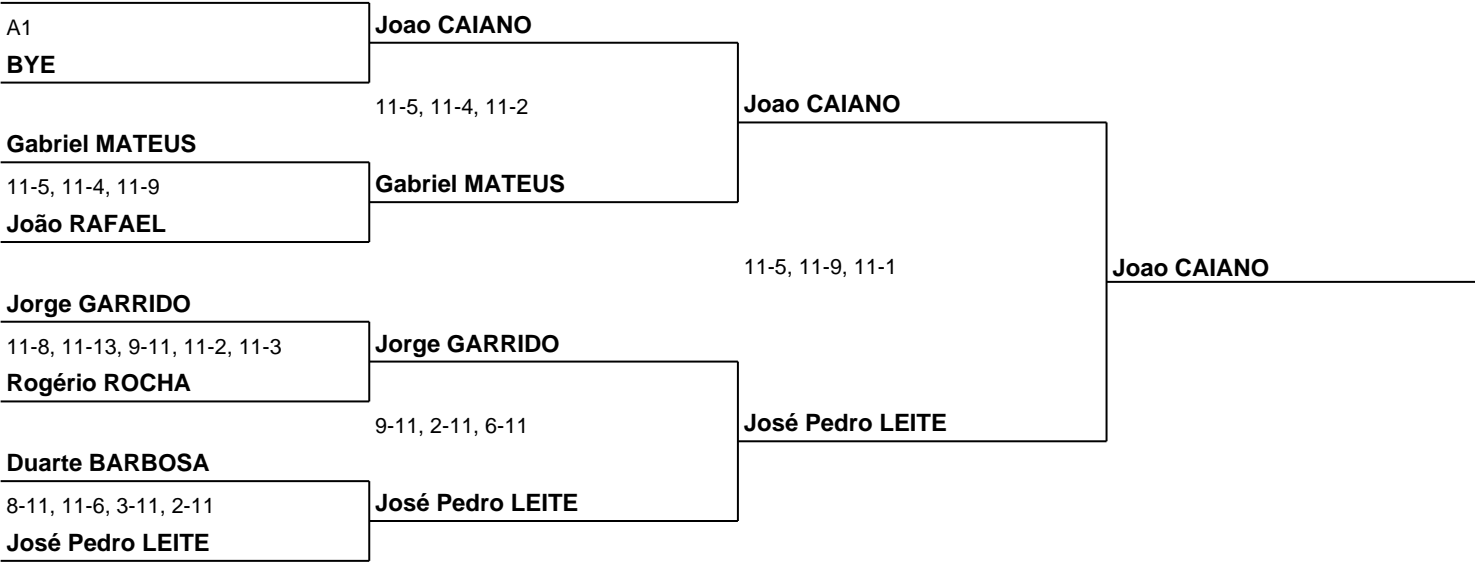 A1
BYE
Joao CAIANO
11-5, 11-4, 11-2
Joao CAIANO
Gabriel MATEUS
11-5, 11-4, 11-9
João RAFAEL
Gabriel MATEUS
11-5, 11-9, 11-1
Joao CAIANO
Jorge GARRIDO
11-8, 11-13, 9-11, 11-2, 11-3
Rogério ROCHA
Jorge GARRIDO
9-11, 2-11, 6-11
José Pedro LEITE
Duarte BARBOSA
8-11, 11-6, 3-11, 2-11
José Pedro LEITE
José Pedro LEITE